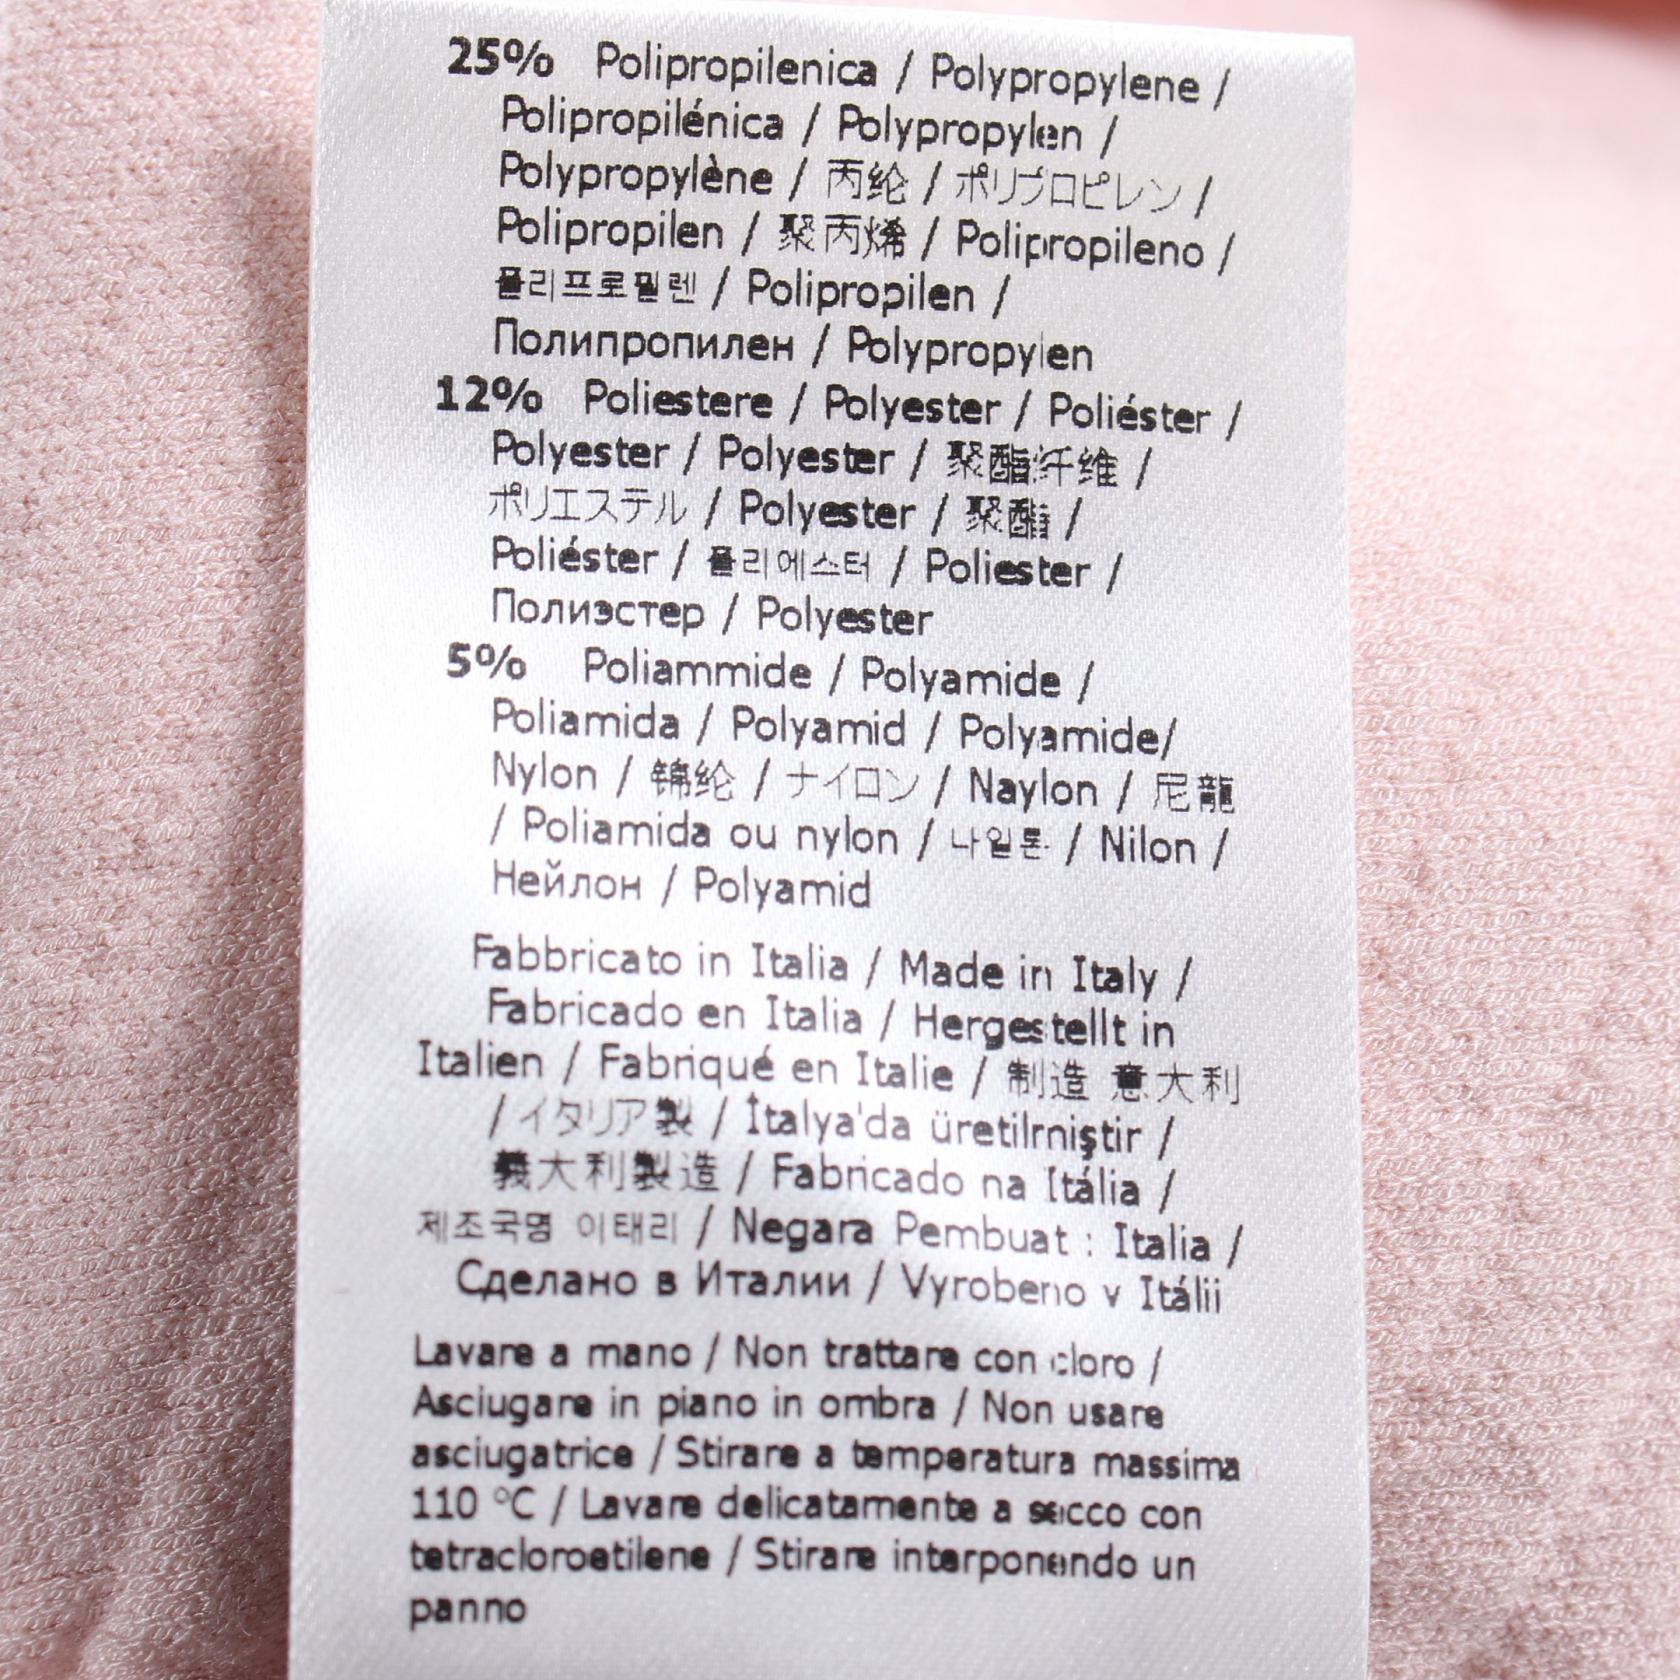 25% Polipropilenica / Polypropylene /
Polipropilénica / Polypropylen /
Polypropylène / 丙纶 / ポリプロピレン /
Polipropilen / 聚丙烯 / Polipropileno /
폴리프로필렌 / Polipropilen /
Полипропилен / Polypropylen
12% Poliestere / Polyester / Poliéster /
Polyester / Polyester / 聚酯纤维 /
ポリエステル / Polyester / 聚酯 /
Poliéster / 폴리에스터 / Poliester /
Полиэстер / Polyester
5% Poliammide / Polyamide /
Poliamida / Polyamid / Polyamide/
Nylon / 锦纶 / ナイロン / Naylon / 尼龍
/ Poliamida ou nylon / 나일론 / Nilon /
Нейлон / Polyamid
Fabbricato in Italia / Made in Italy /
Fabricado en Italia / Hergestellt in
Italien / Fabriqué en Italie / 制造 意大利
/ イタリア製 / İtalya'da üretilmiştir /
義大利製造 / Fabricado na Itália /
제조국명 이태리 / Negara Pembuat : Italia /
Сделано в Италии / Vyrobeno v Itálii
Lavare a mano / Non trattare con cloro /
Asciugare in piano in ombra / Non usare
asciugatrice / Stirare a temperatura massima
110 °C / Lavare delicatamente a secco con
tetracloroetilene / Stirare interponendo un
panno